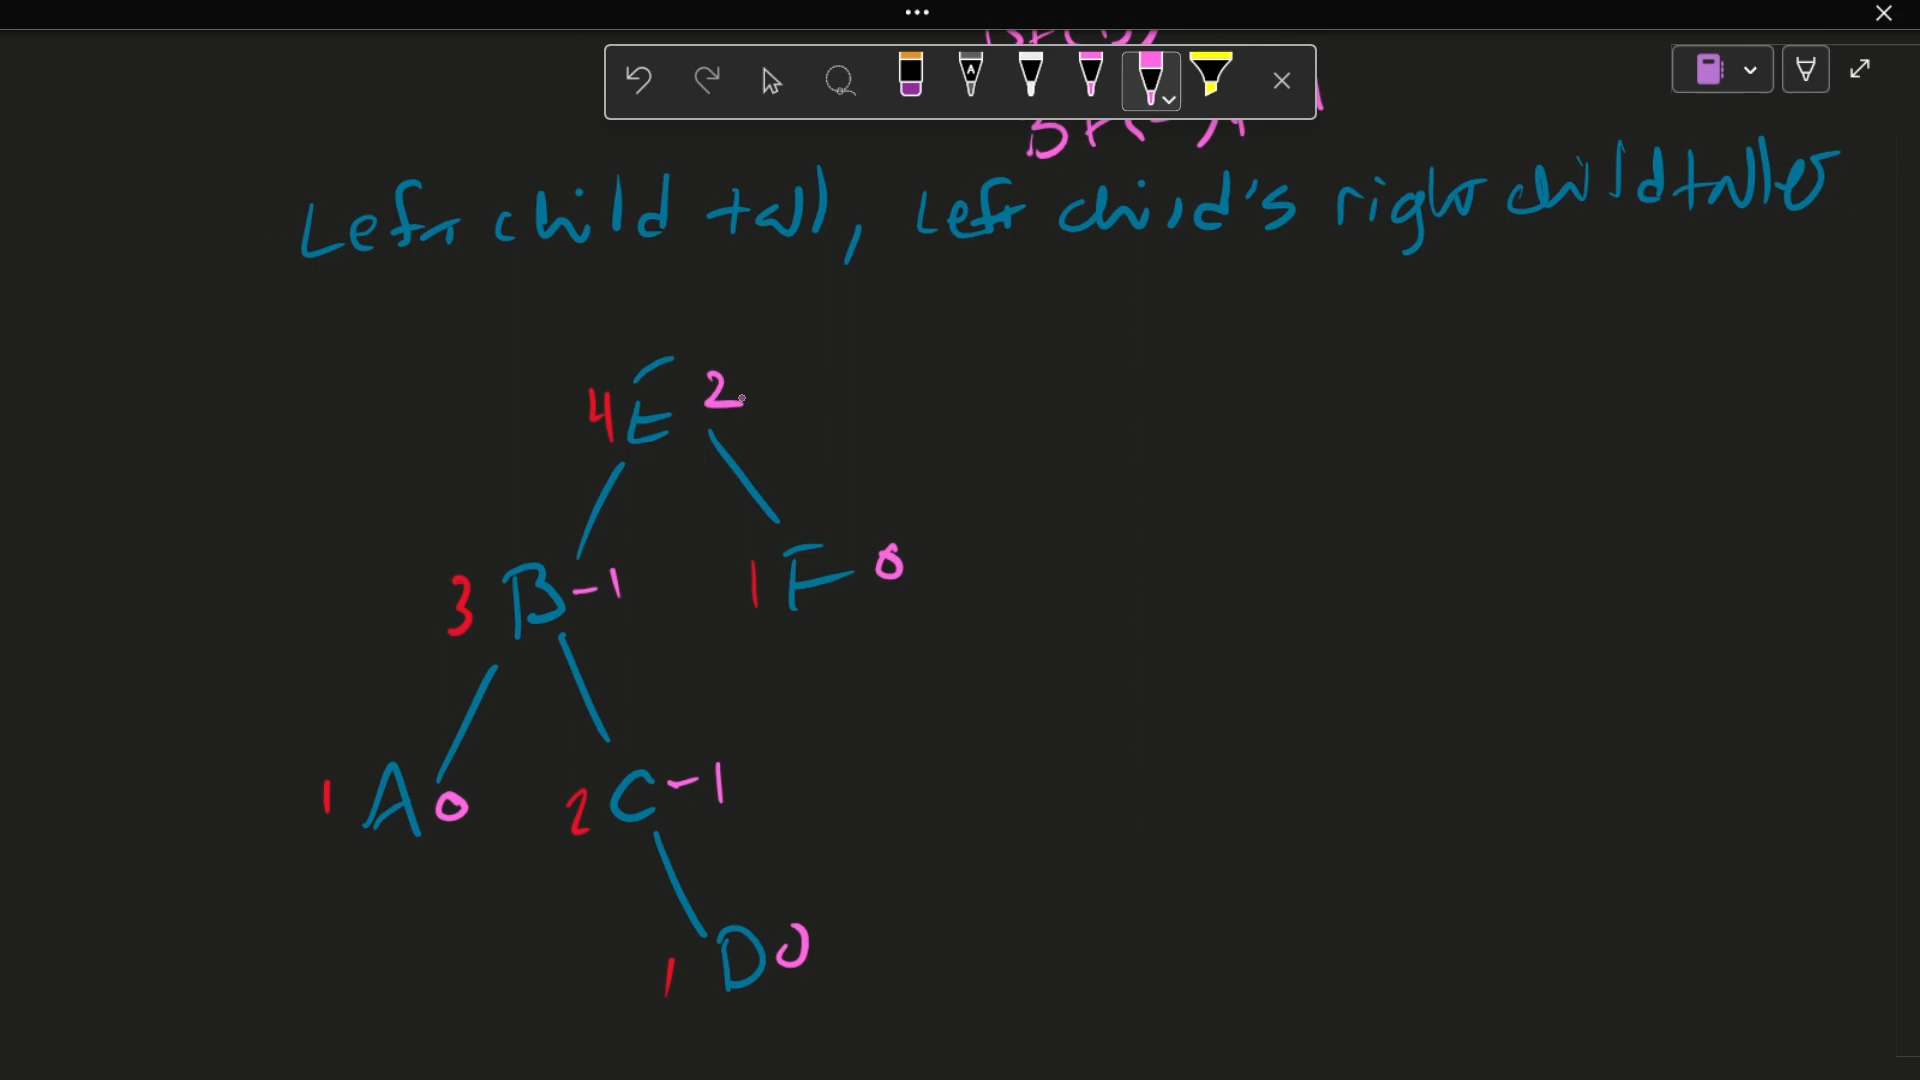 Left child tall, Left child's right child taller
4 E 2
3 B -1 1 F 0
1 A 0 2 C -1
1 D 0